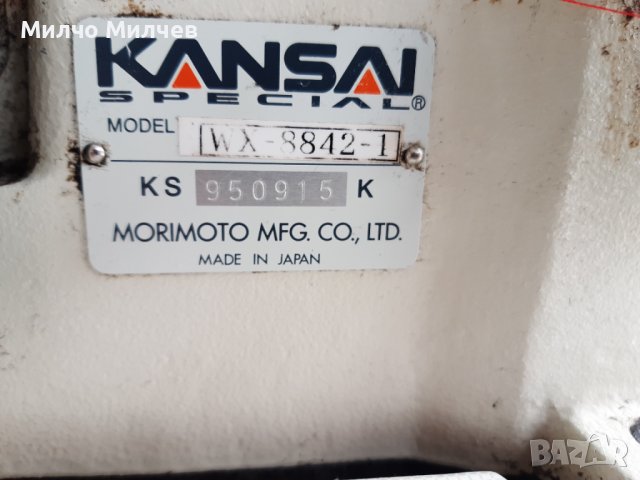 Милчо Милчев
KANSAI
SPECIAL®
MODEL WX-8842-1
KS 950915 K
MORIMOTO MFG. CO., LTD.
MADE IN JAPAN
BAZAR